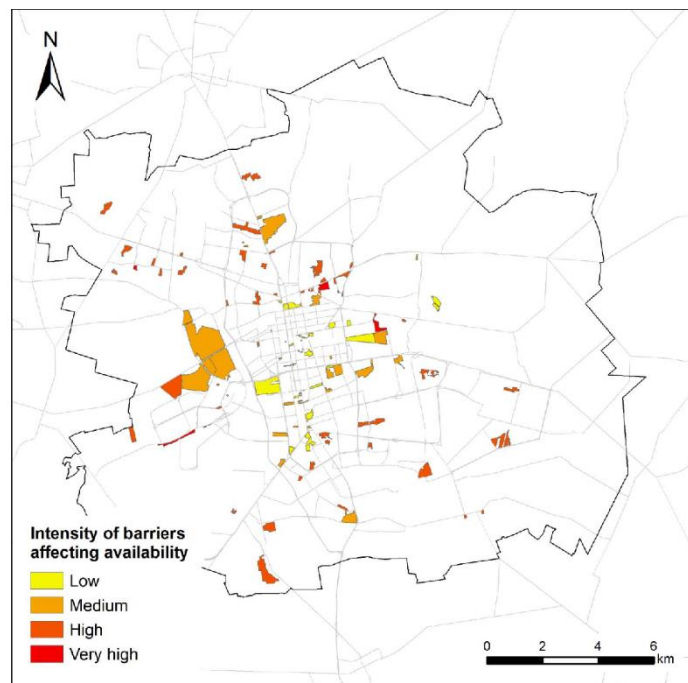 N
Intensity of barriers
affecting availability
Low
Medium
High
Very high
0 2 4 6
km